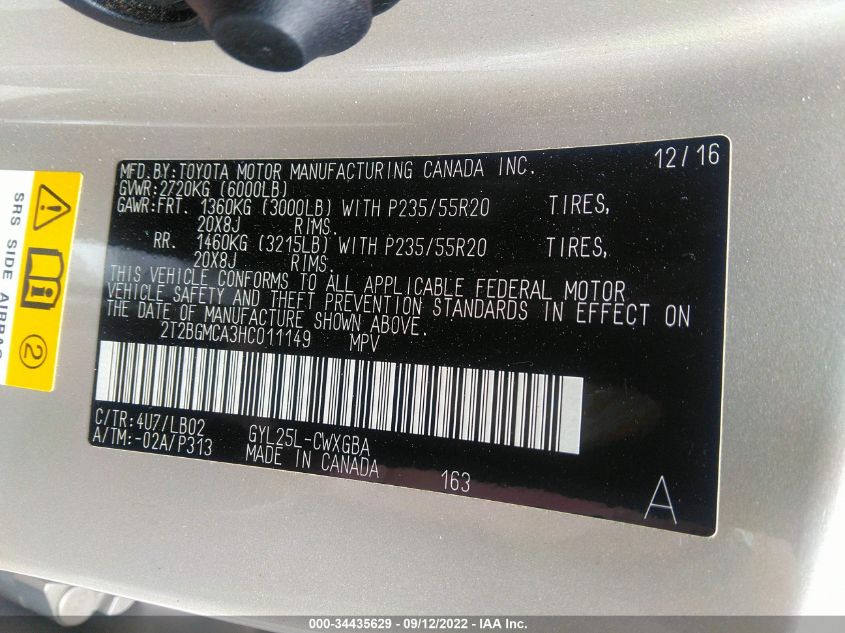 MFD.BY:TOYOTA MOTOR MANUFACTURING CANADA INC. 12/16
GVWR:2720KG (6000LB)
GAWR:FRT. 1360KG (3000LB) WITH P235/55R20 TIRES,
20X8J RIMS.
RR. 1460KG (3215LB) WITH P235/55R20 TIRES,
20X8J RIMS.
THIS VEHICLE CONFORMS TO ALL APPLICABLE FEDERAL MOTOR
VEHICLE SAFETY AND THEFT PREVENTION STANDARDS IN EFFECT ON
THE DATE OF MANUFACTURE SHOWN ABOVE.
2T2BGMCA3HC011149 MPV
C/TR:4U7/LB02 GYL25L-CWXGBA
A/TM:-02A/P313 MADE IN CANADA
163
A
SRS SIDE AIRBAG
2
000-34435629 - 09/12/2022 - IAA Inc.